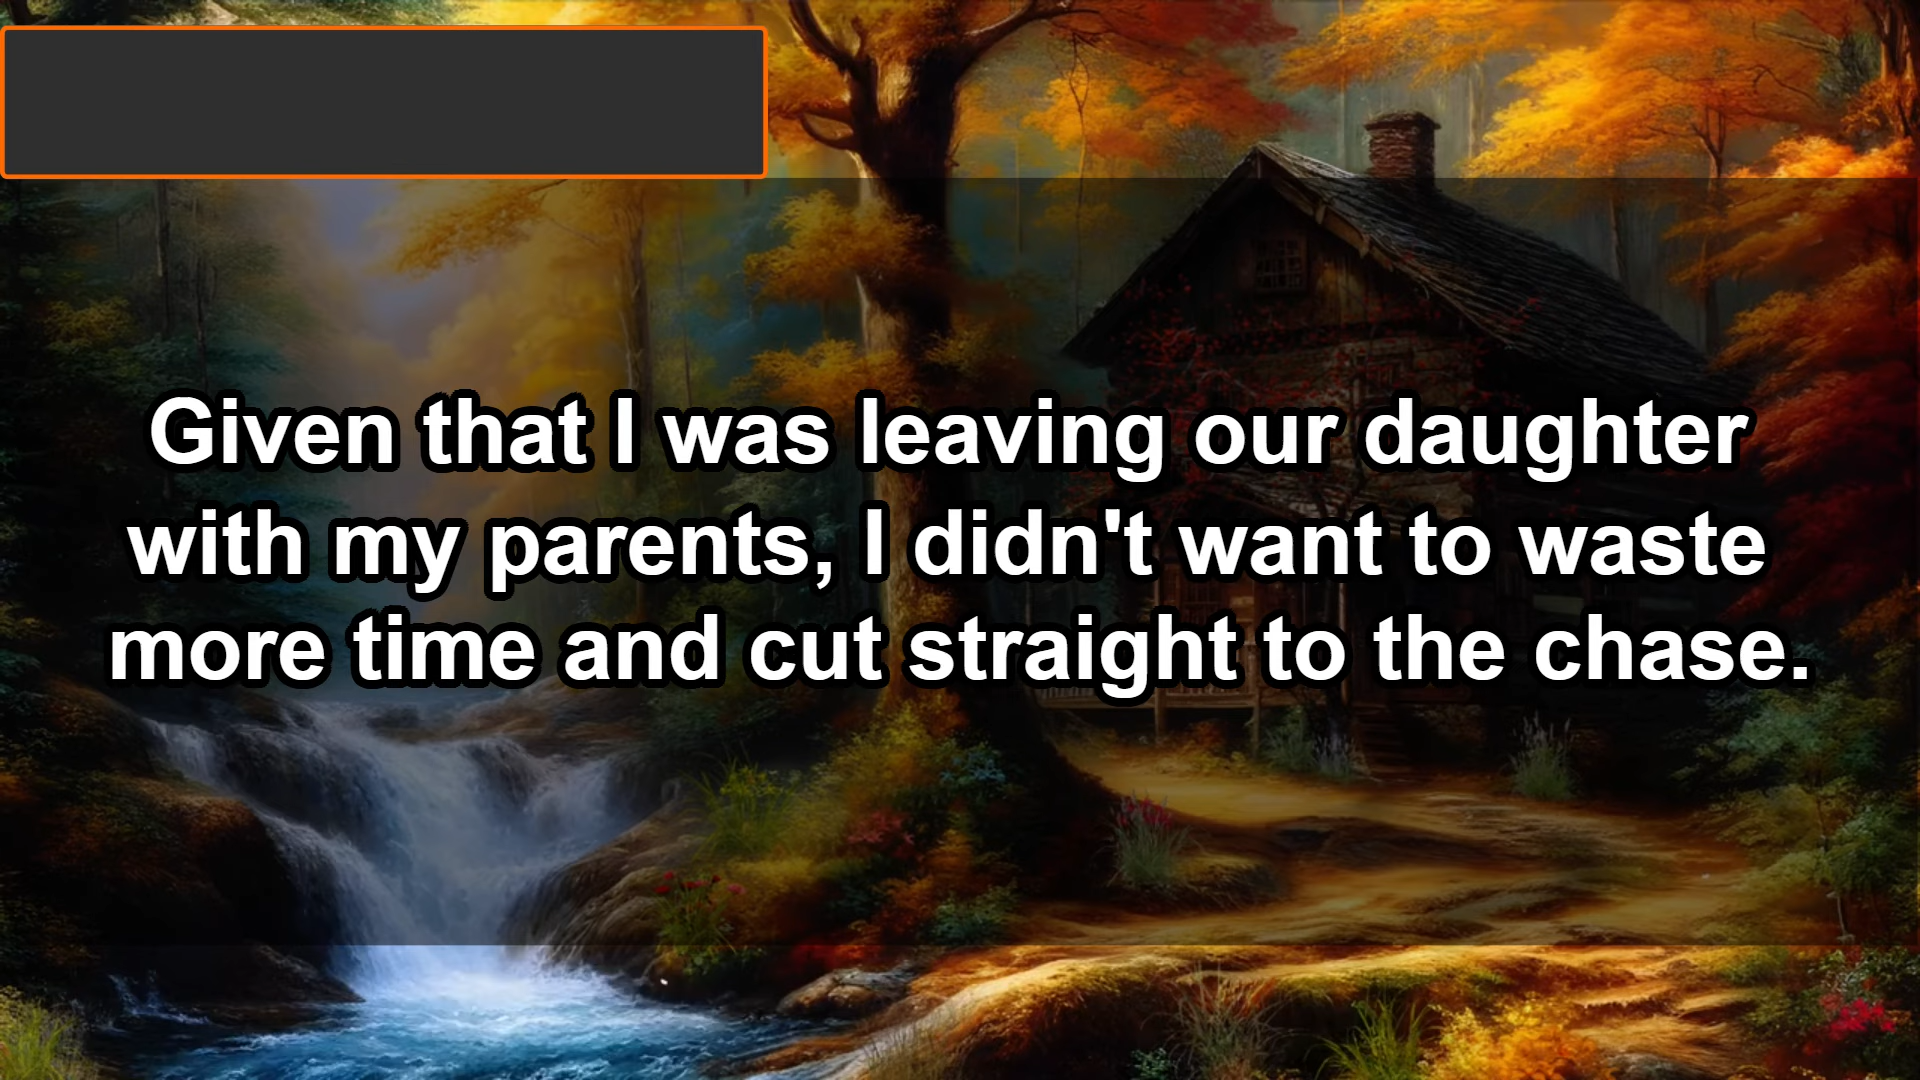 Given that I was leaving our daughter
with my parents, I didn't want to waste
more time and cut straight to the chase.